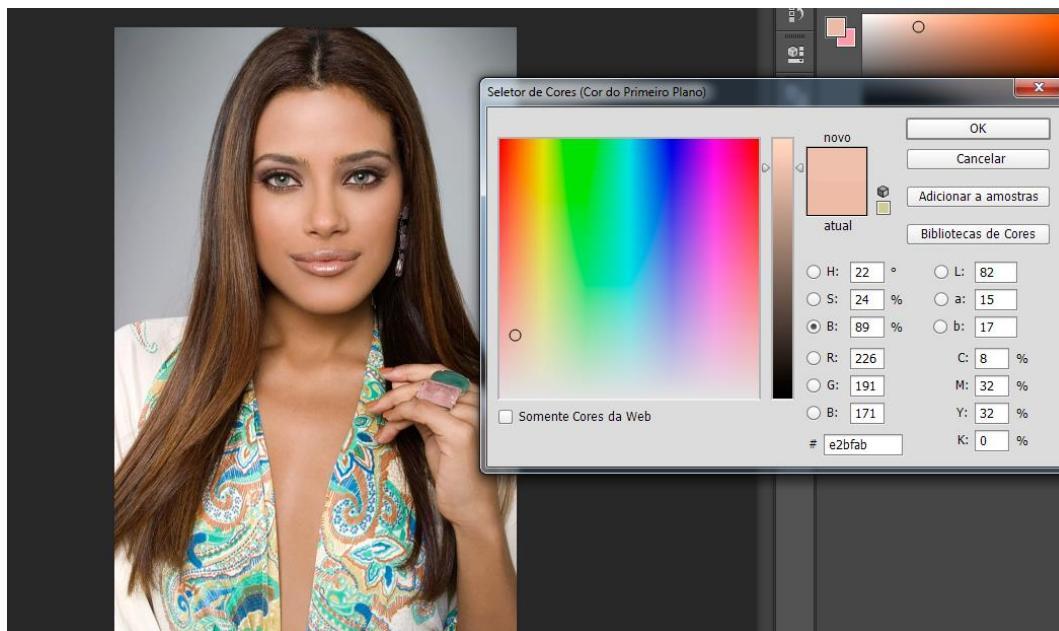 Seletor de Cores (Cor do Primeiro Plano)
novo
atual
OK
Cancelar
Adicionar a amostras
Bibliotecas de Cores
H: 22 °
S: 24 %
B: 89 %
R: 226
G: 191
B: 171
# e2bfab
L: 82
a: 15
b: 17
C: 8 %
M: 32 %
Y: 32 %
K: 0 %
Somente Cores da Web